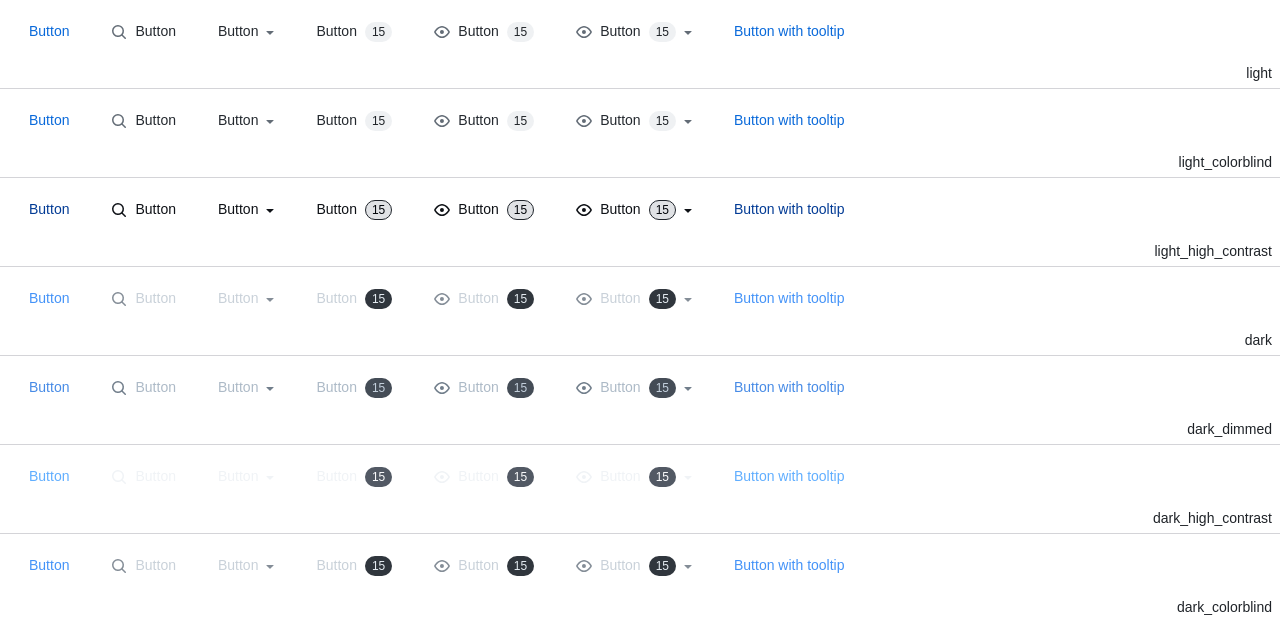 Button Button Button Button 15 Button 15 Button 15 Button with tooltip
light
Button Button Button Button 15 Button 15 Button 15 Button with tooltip
light_colorblind
Button Button Button Button 15 Button 15 Button 15 Button with tooltip
light_high_contrast
Button Button Button Button 15 Button 15 Button 15 Button with tooltip
dark
Button Button Button Button 15 Button 15 Button 15 Button with tooltip
dark_dimmed
Button Button Button Button 15 Button 15 Button 15 Button with tooltip
dark_high_contrast
Button Button Button Button 15 Button 15 Button 15 Button with tooltip
dark_colorblind